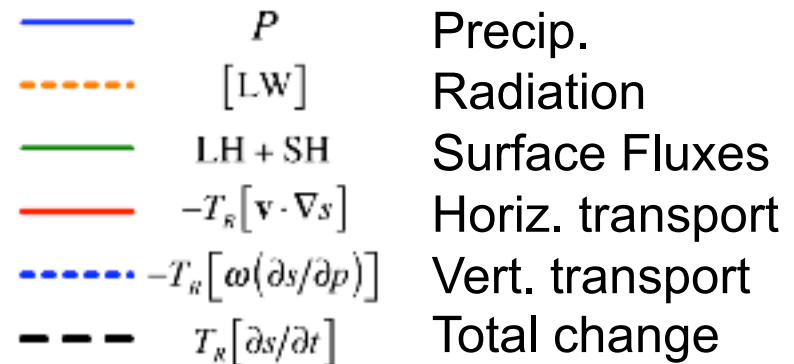 P Precip.
[LW] Radiation
LH + SH Surface Fluxes
−T_R[v · ∇s] Horiz. transport
−T_R[ω(∂s/∂p)] Vert. transport
T_R[∂s/∂t] Total change